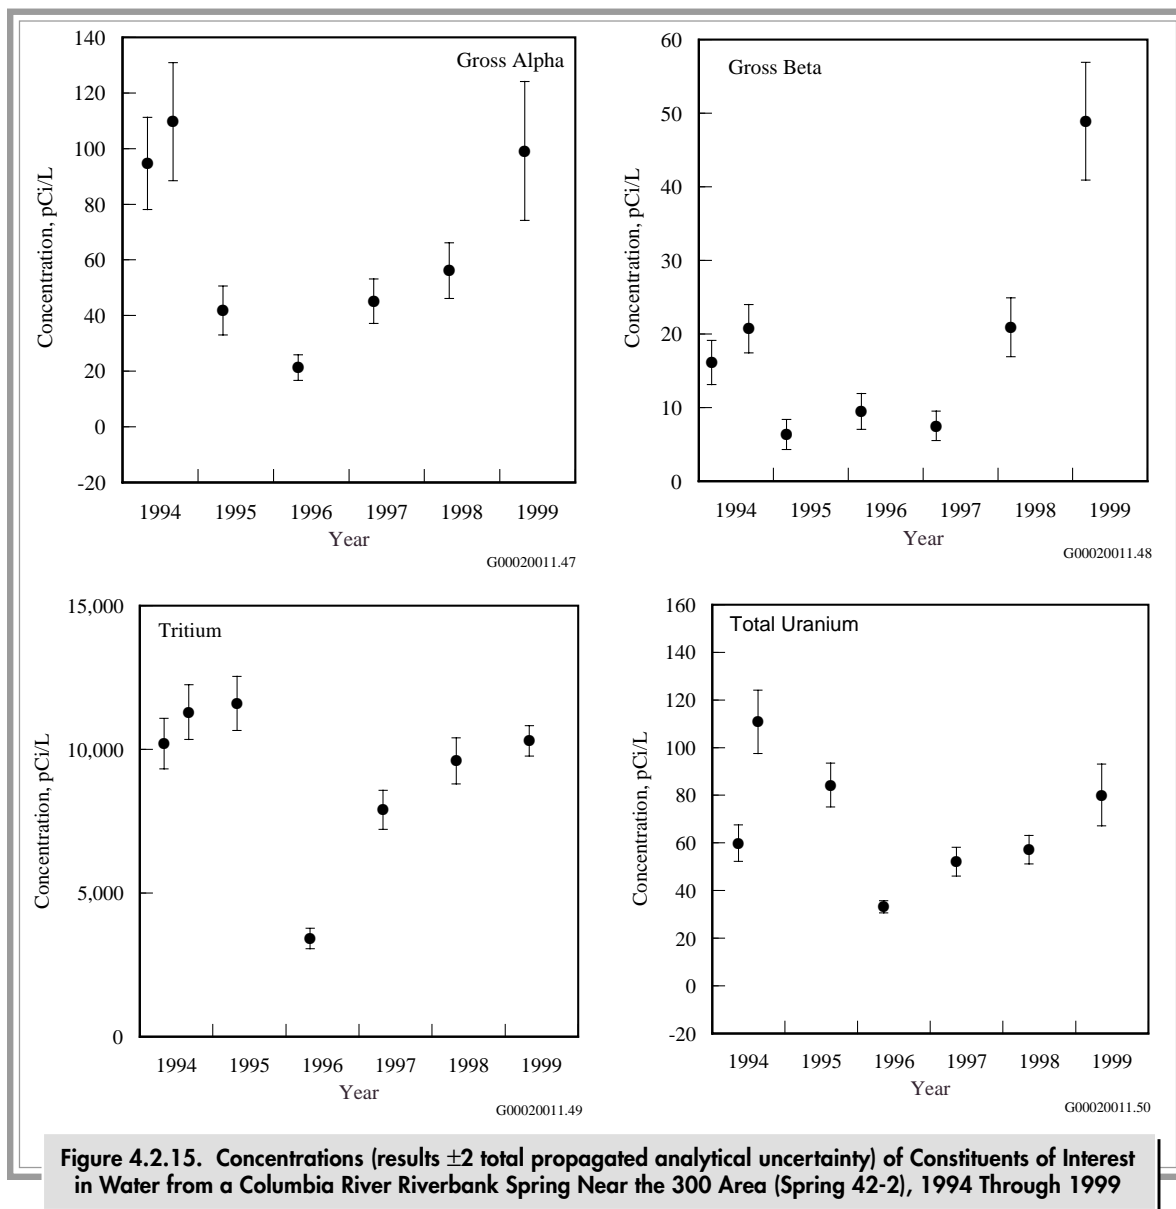 Gross Alpha
Concentration, pCi/L
140
120
100
80
60
40
20
0
-20
1994 1995 1996 1997 1998 1999
Year
G00020011.47
Gross Beta
Concentration, pCi/L
60
50
40
30
20
10
0
1994 1995 1996 1997 1998 1999
Year
G00020011.48
Tritium
Concentration, pCi/L
15,000
10,000
5,000
0
1994 1995 1996 1997 1998 1999
Year
G00020011.49
Total Uranium
Concentration, pCi/L
160
140
120
100
80
60
40
20
0
-20
1994 1995 1996 1997 1998 1999
Year
G00020011.50
Figure 4.2.15. Concentrations (results ±2 total propagated analytical uncertainty) of Constituents of Interest
in Water from a Columbia River Riverbank Spring Near the 300 Area (Spring 42-2), 1994 Through 1999